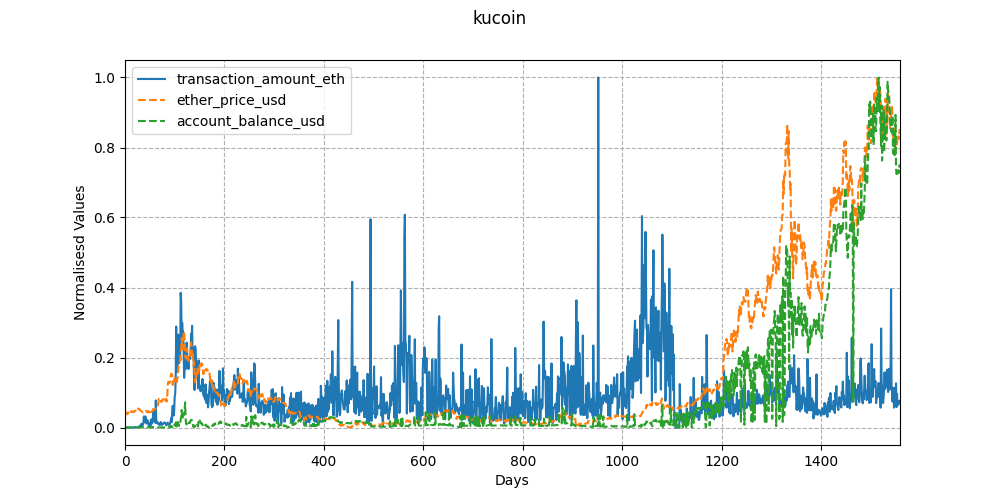 kucoin
transaction_amount_eth
ether_price_usd
account_balance_usd
Normalisesd Values
1.0
0.8
0.6
0.4
0.2
0.0
0 200 400 600 800 1000 1200 1400
Days